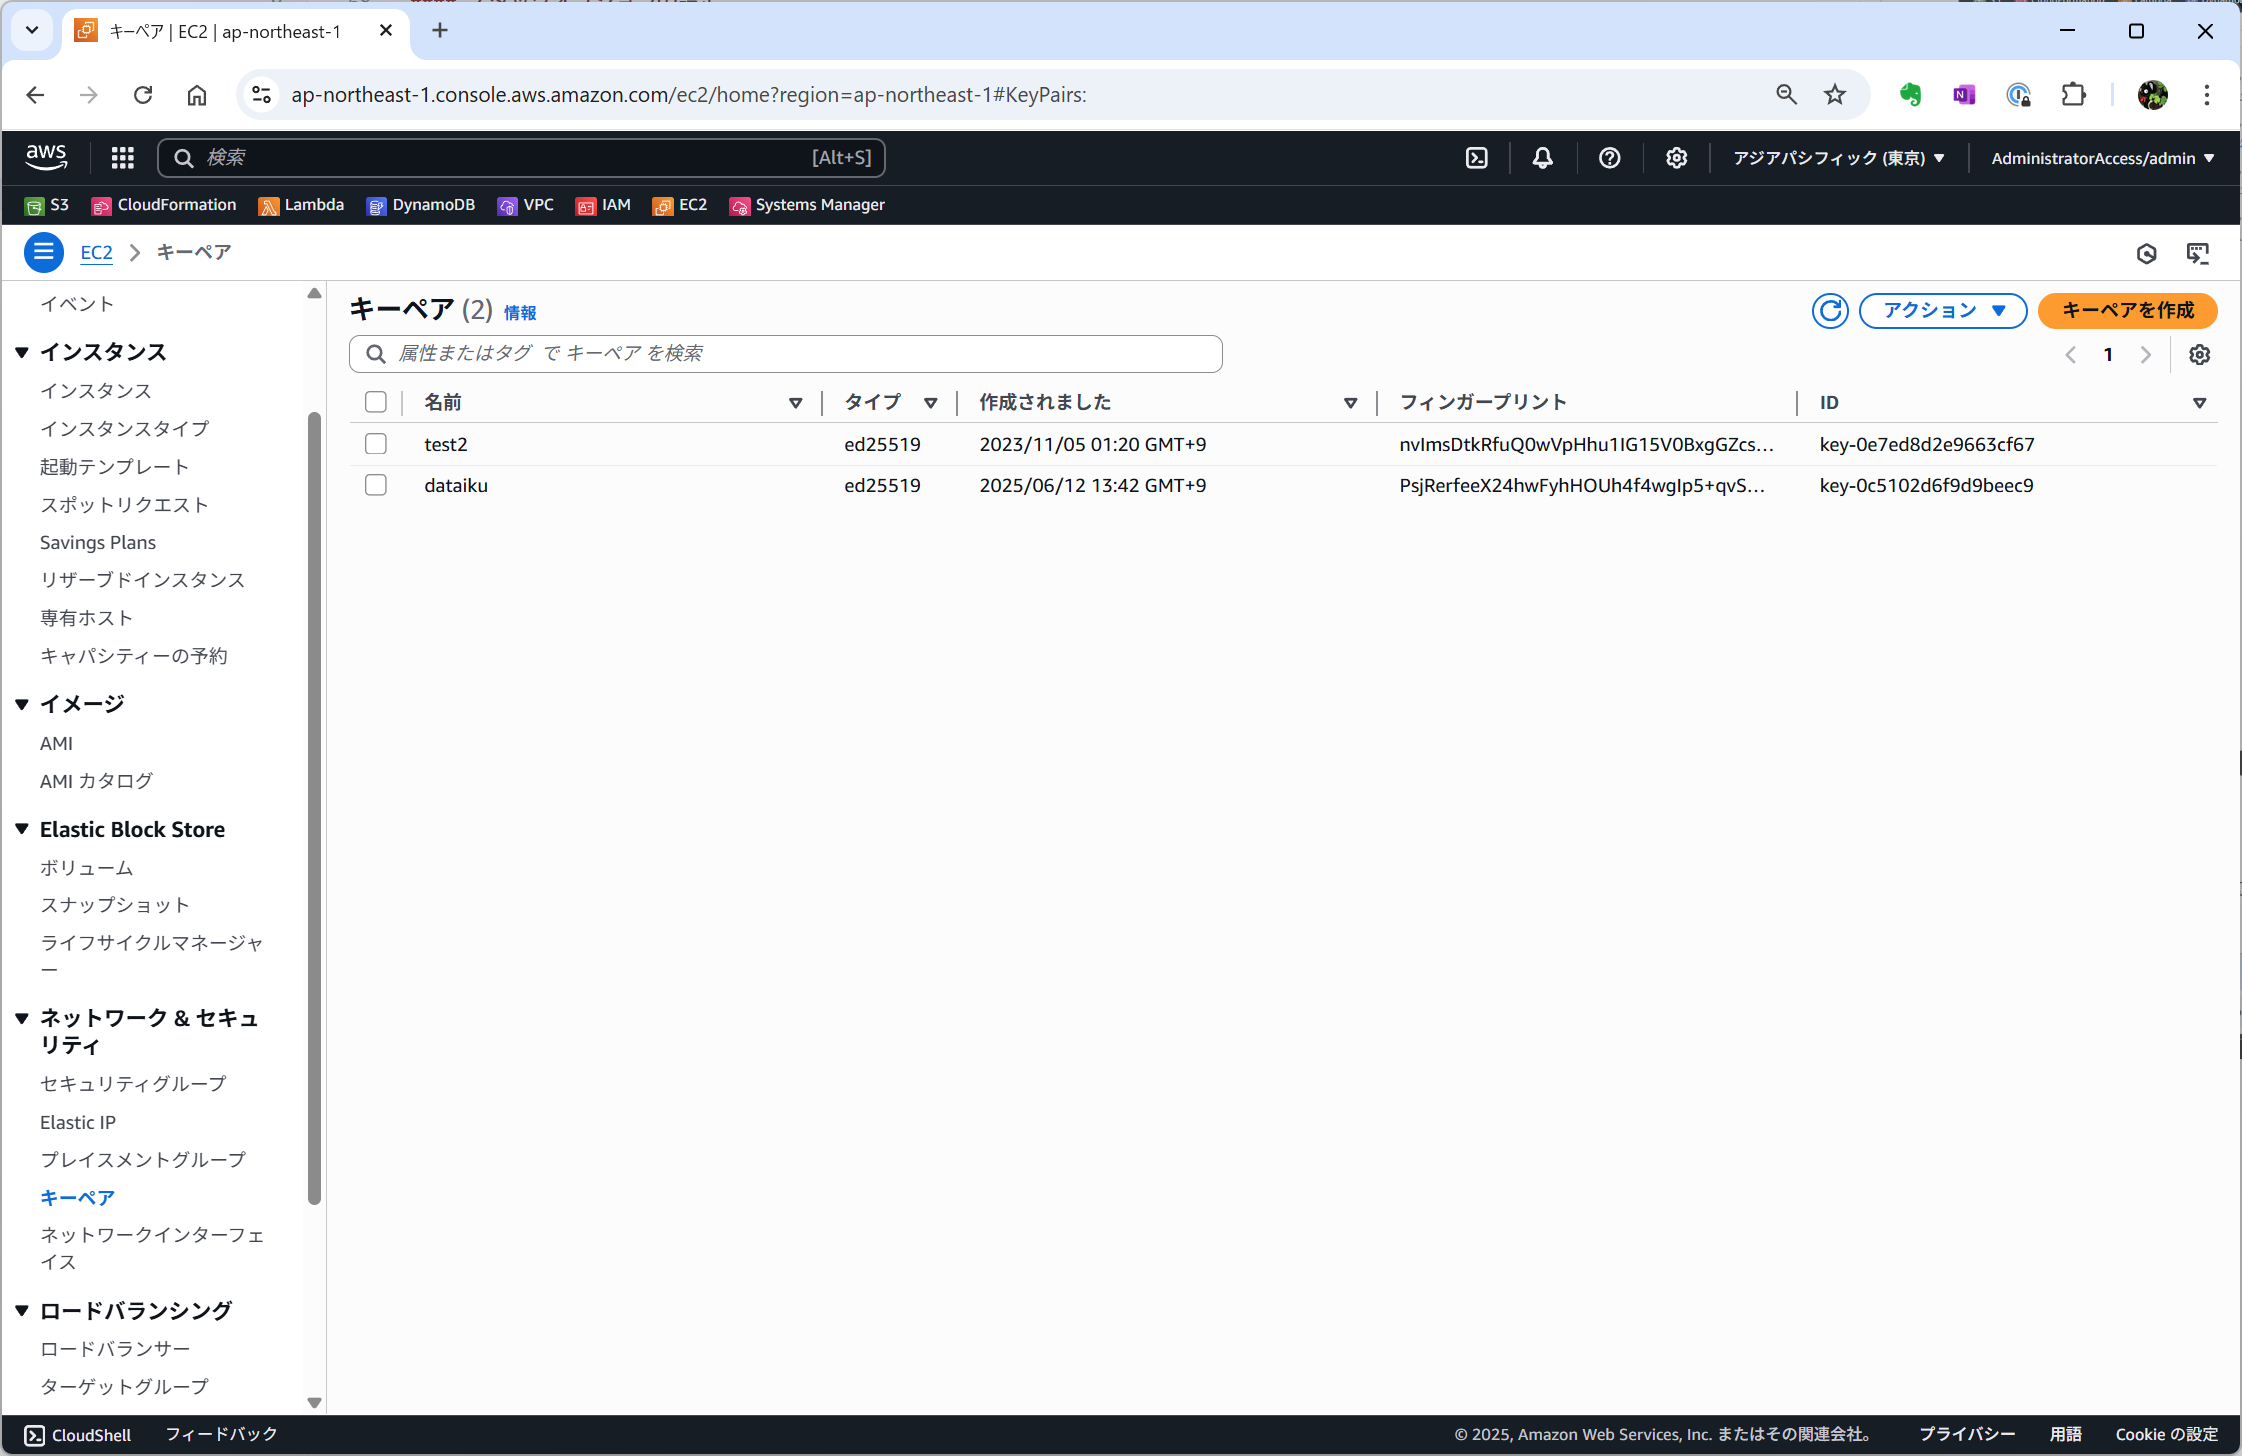 キーペア | EC2 | ap-northeast-1
ap-northeast-1.console.aws.amazon.com/ec2/home?region=ap-northeast-1#KeyPairs:
aws
検索
[Alt+S]
アジアパシフィック (東京)
AdministratorAccess/admin
S3
CloudFormation
Lambda
DynamoDB
VPC
IAM
EC2
Systems Manager
EC2
キーペア
イベント
インスタンス
インスタンス
インスタンスタイプ
起動テンプレート
スポットリクエスト
Savings Plans
リザーブドインスタンス
専有ホスト
キャパシティーの予約
イメージ
AMI
AMI カタログ
Elastic Block Store
ボリューム
スナップショット
ライフサイクルマネージャ
ー
ネットワーク & セキュ
リティ
セキュリティグループ
Elastic IP
プレイスメントグループ
キーペア
ネットワークインターフェ
イス
ロードバランシング
ロードバランサー
ターゲットグループ
キーペア (2) 情報
アクション
キーペアを作成
属性またはタグ で キーペア を検索
1
名前 タイプ 作成されました フィンガープリント ID
test2 ed25519 2023/11/05 01:20 GMT+9 nvImsDtkRfuQ0wVpHhu1IG15V0BxgGZcs... key-0e7ed8d2e9663cf67
dataiku ed25519 2025/06/12 13:42 GMT+9 PsjRerfeeX24hwFyhHOUh4f4wgIp5+qvS... key-0c5102d6f9d9beec9
CloudShell
フィードバック
© 2025, Amazon Web Services, Inc. またはその関連会社。
プライバシー
用語
Cookie の設定